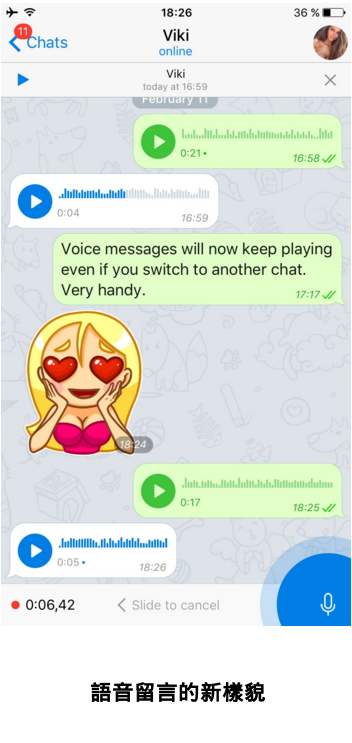 18:26
36 %
11
Chats
Viki
online
Viki
today at 16:59
February 11
0:21
16:58
0:04
16:59
Voice messages will now keep playing
even if you switch to another chat.
Very handy.
17:17
18:24
0:17
18:25
0:05
18:26
0:06,42
Slide to cancel
語音留言的新樣貌